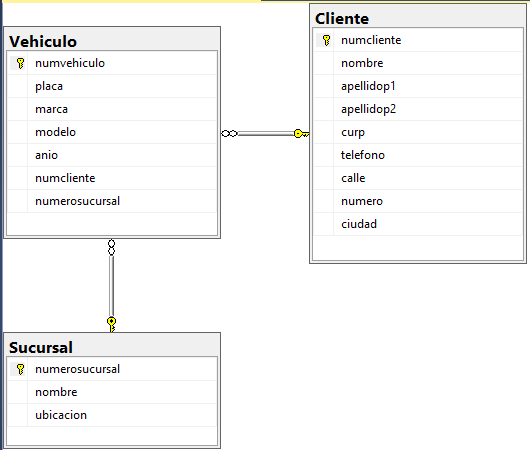 Vehiculo
numvehiculo
placa
marca
modelo
anio
numcliente
numerosucursal
Cliente
numcliente
nombre
apellidop1
apellidop2
curp
telefono
calle
numero
ciudad
Sucursal
numerosucursal
nombre
ubicacion